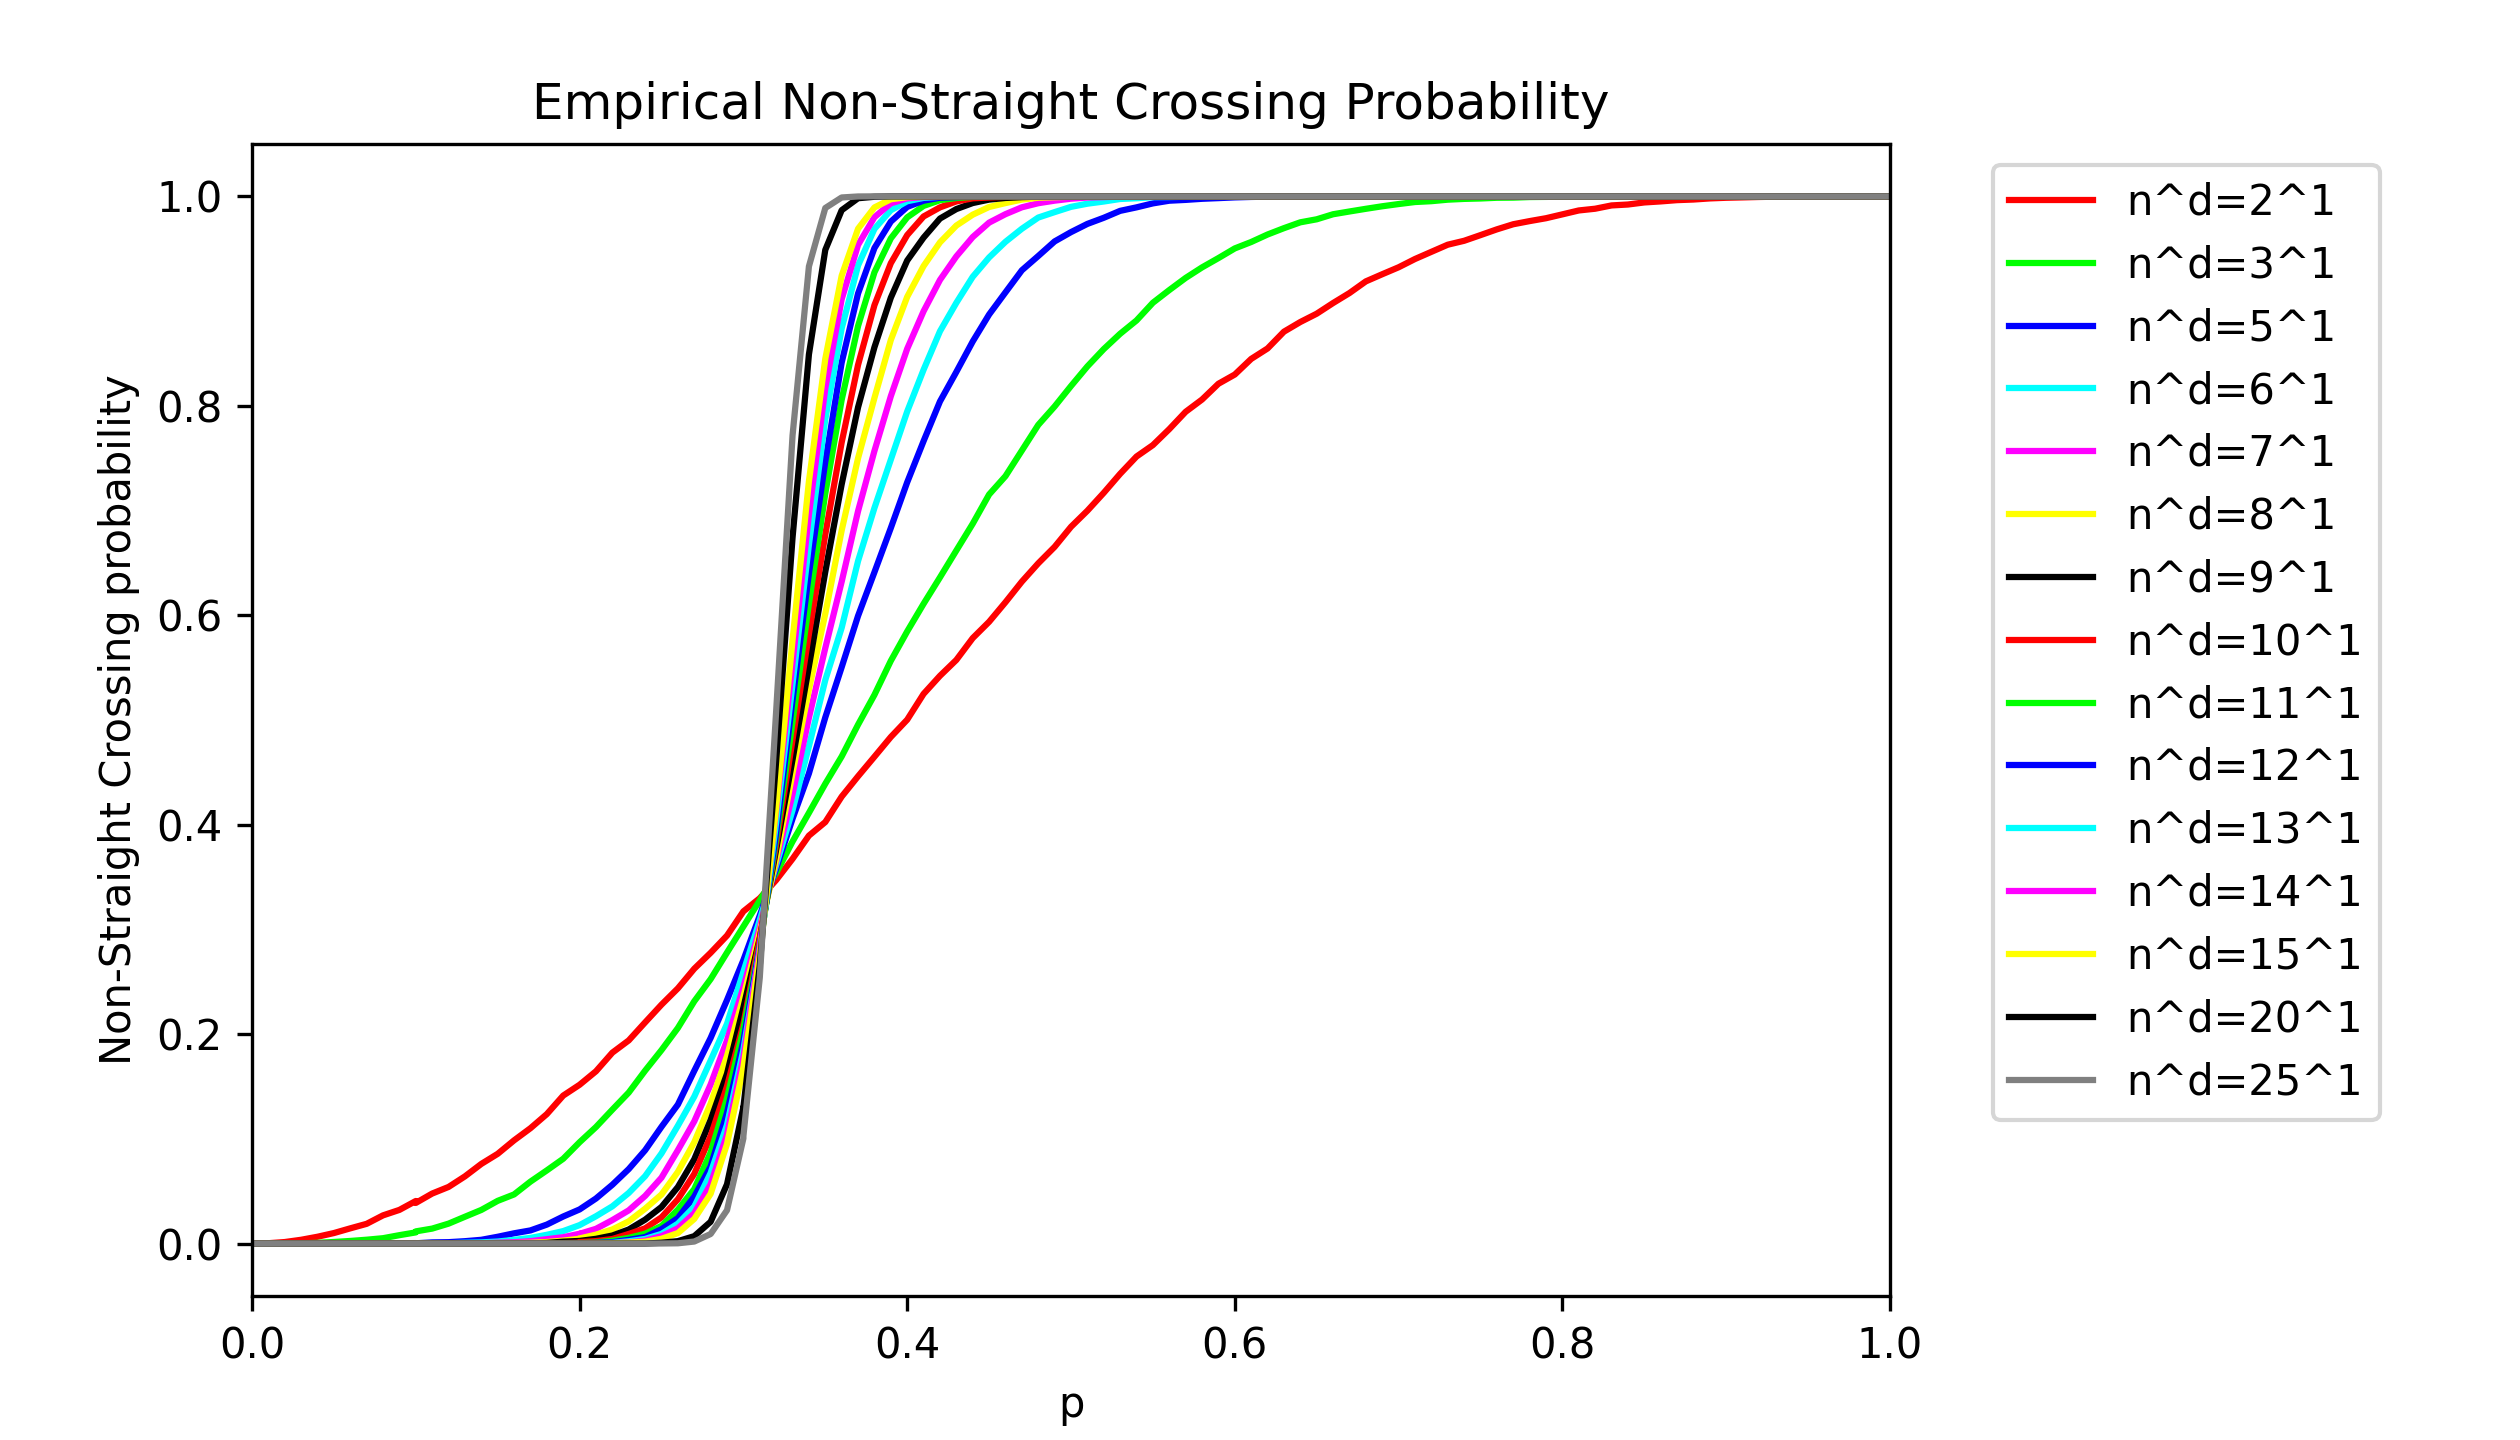 Empirical Non-Straight Crossing Probability
Non-Straight Crossing probability
1.0
0.8
0.6
0.4
0.2
0.0
0.0 0.2 0.4 0.6 0.8 1.0
p
n^d=2^1
n^d=3^1
n^d=5^1
n^d=6^1
n^d=7^1
n^d=8^1
n^d=9^1
n^d=10^1
n^d=11^1
n^d=12^1
n^d=13^1
n^d=14^1
n^d=15^1
n^d=20^1
n^d=25^1